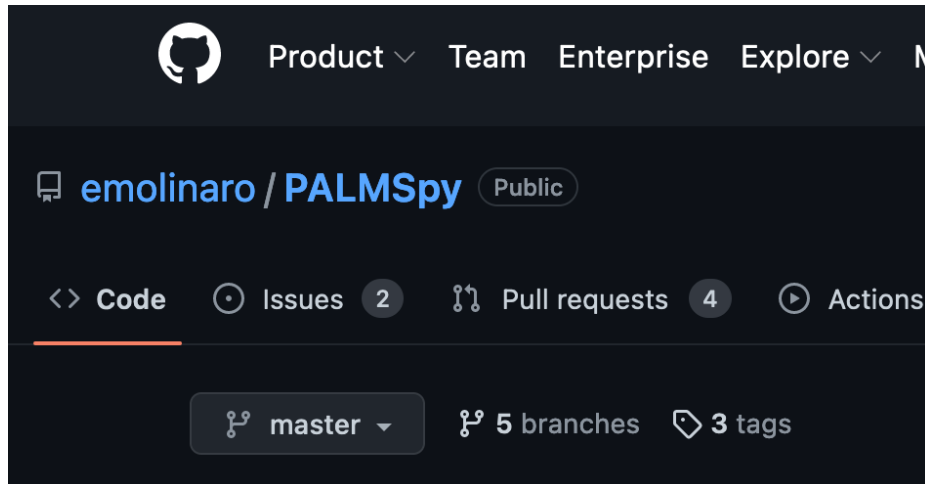 Product Team Enterprise Explore
emolinaro / PALMSpy Public
Code Issues 2 Pull requests 4 Actions
master 5 branches 3 tags